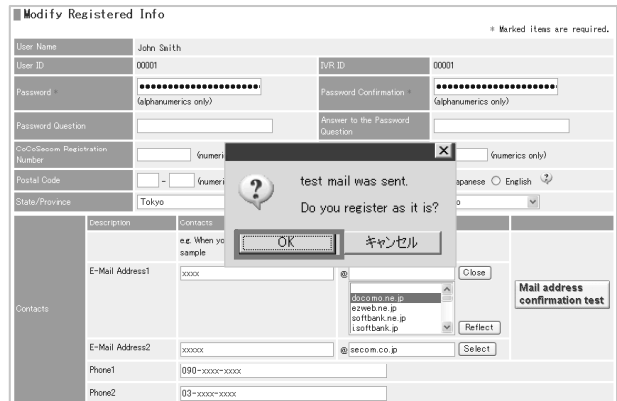 Modify Registered Info
* Marked items are required.
User Name John Smith
User ID 00001 IVR ID 00001
Password * ●●●●●●●●●●●●●●●●●●●●●● Password Confirmation * ●●●●●●●●●●●●●●●●●●●●●●
(alphanumerics only) (alphanumerics only)
Password Question Answer to the Password Question
CoCoSecom Registration Number (numeri (numerics only)
Postal Code - (numeri apanese English
State/Province Tokyo o
test mail was sent.
Do you register as it is?
OK キャンセル
Description Contacts
e.g. When yo
sample
Contacts
E-Mail Address1 xxxx @ Close
docomo.ne.jp
ezweb.ne.jp
softbank.ne.jp
i.softbank.jp Reflect
Mail address
confirmation test
E-Mail Address2 xxxxx @ secom.co.jp Select
Phone1 090-xxxx-xxxx
Phone2 03-xxxx-xxxx